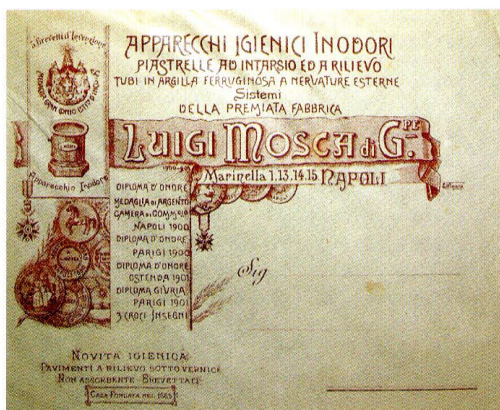 APPARECCHI IGIENICI INODORI
PIASTRELLE AD INTARSIO ED A RILIEVO
TUBI IN ARGILLA FERRUGINOSA A NERVATURE ESTERNE
Sistemi
DELLA PREMIATA FABBRICA
LUIGI MOSCA di G.PE
Marinella 1.13.14.15 NAPOLI
Apparecchio Inodoro
DIPLOMA D'ONORE
MEDAGLIA DI ARGENTO
CAMERA DI COMM
NAPOLI 1900
DIPLOMA D'ONORE
PARIGI 1900
DIPLOMA D'ONORE
OSTENDA 1901
DIPLOMA GIURIA
PARIGI 1901
3 CROCI INSEGNI
Sig
NOVITÀ IGIENICA
PAVIMENTI A RILIEVO SOTTO VERNICE
NON ASSORBENTE BREVETTATI
CASA FONDATA NEL